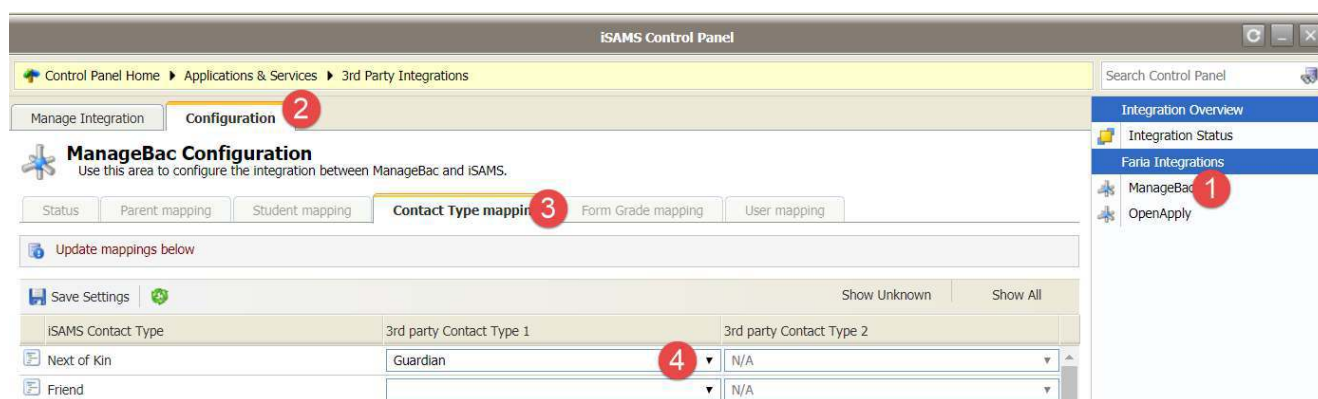 iSAMS Control Panel
Control Panel Home ▶ Applications & Services ▶ 3rd Party Integrations
Search Control Panel
Manage Integration
Configuration
2
ManageBac Configuration
Use this area to configure the integration between ManageBac and iSAMS.
Status
Parent mapping
Student mapping
Contact Type mappin
3
Form Grade mapping
User mapping
Update mappings below
Save Settings
Show Unknown
Show All
iSAMS Contact Type
3rd party Contact Type 1
3rd party Contact Type 2
Next of Kin
Guardian
4
N/A
Friend
N/A
Integration Overview
Integration Status
Faria Integrations
ManageBac
1
OpenApply